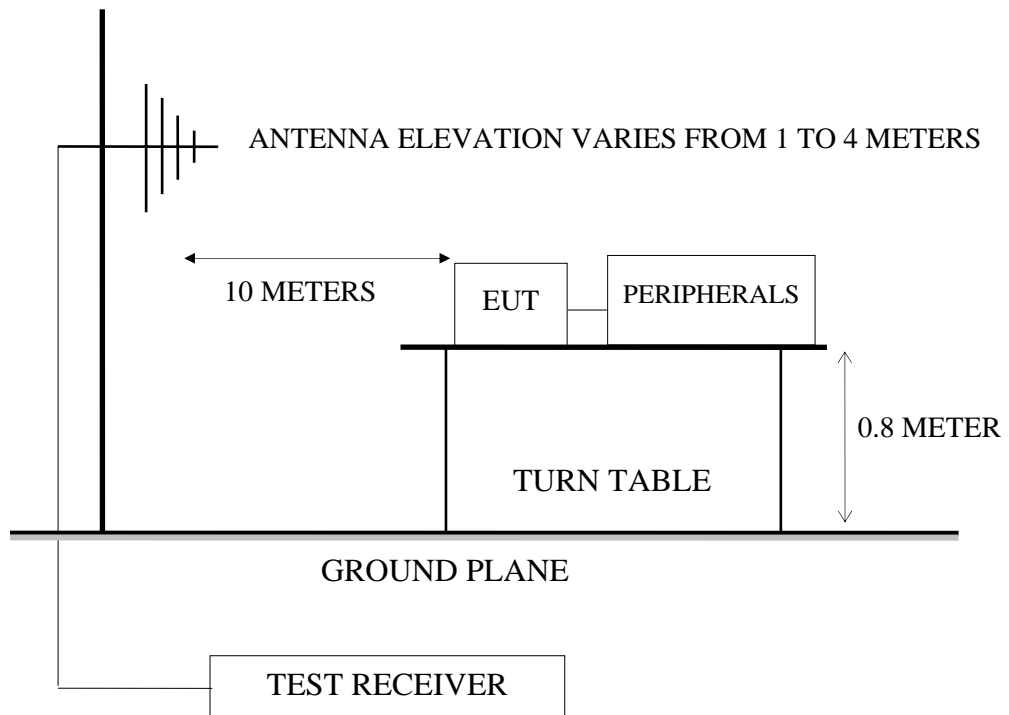 ANTENNA ELEVATION VARIES FROM 1 TO 4 METERS
10 METERS
EUT
PERIPHERALS
0.8 METER
TURN TABLE
GROUND PLANE
TEST RECEIVER